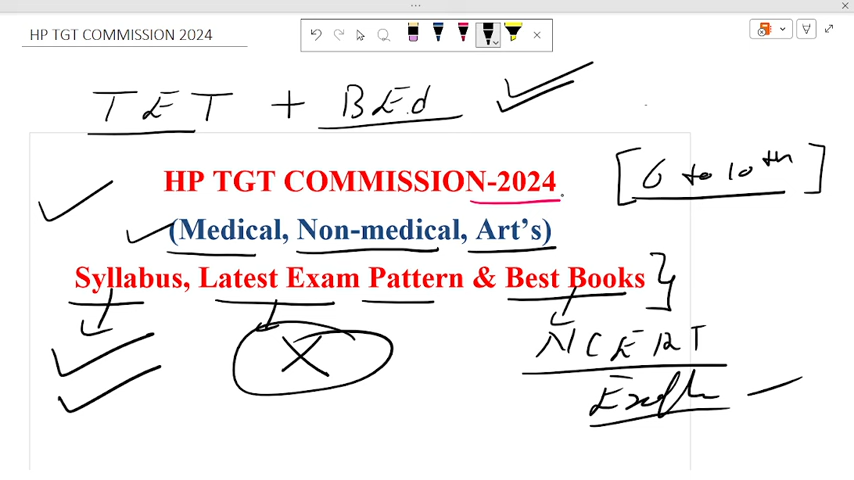 HP TGT COMMISSION 2024
TET + BEd
HP TGT COMMISSION-2024
[6 to 10th]
(Medical, Non-medical, Art's)
Syllabus, Latest Exam Pattern & Best Books}
NCERT